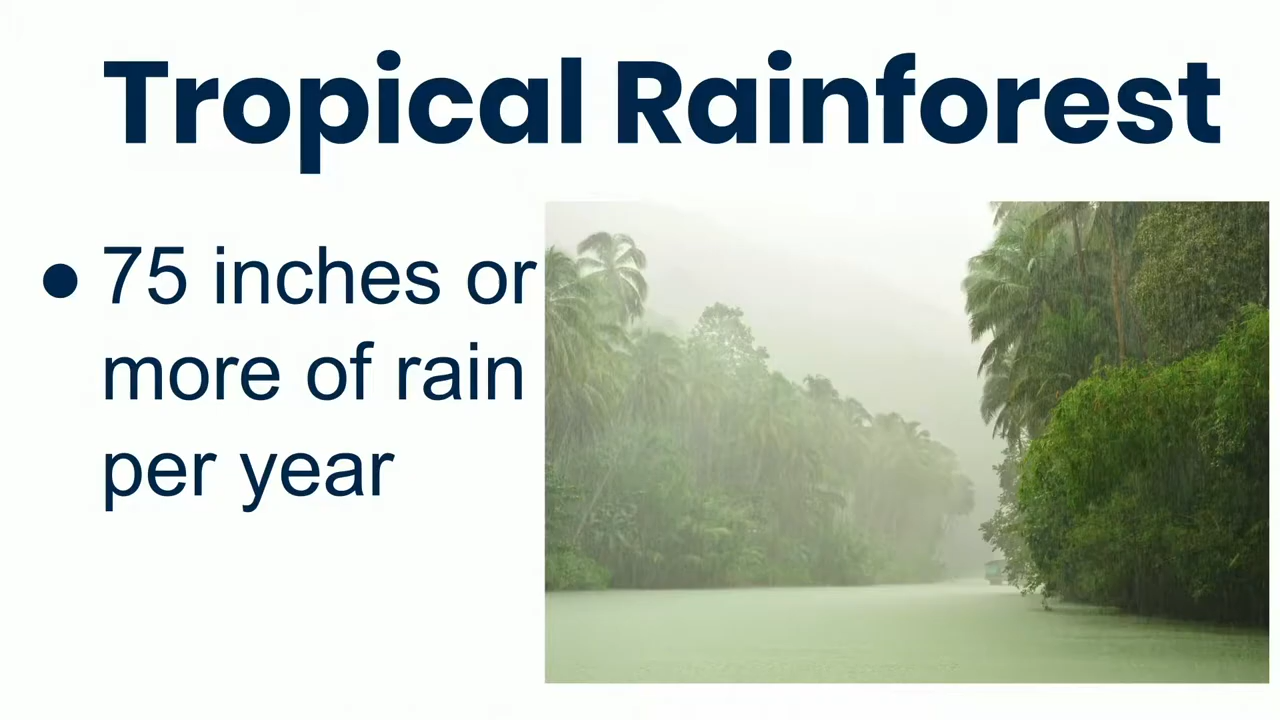 Tropical Rainforest
● 75 inches or
more of rain
per year